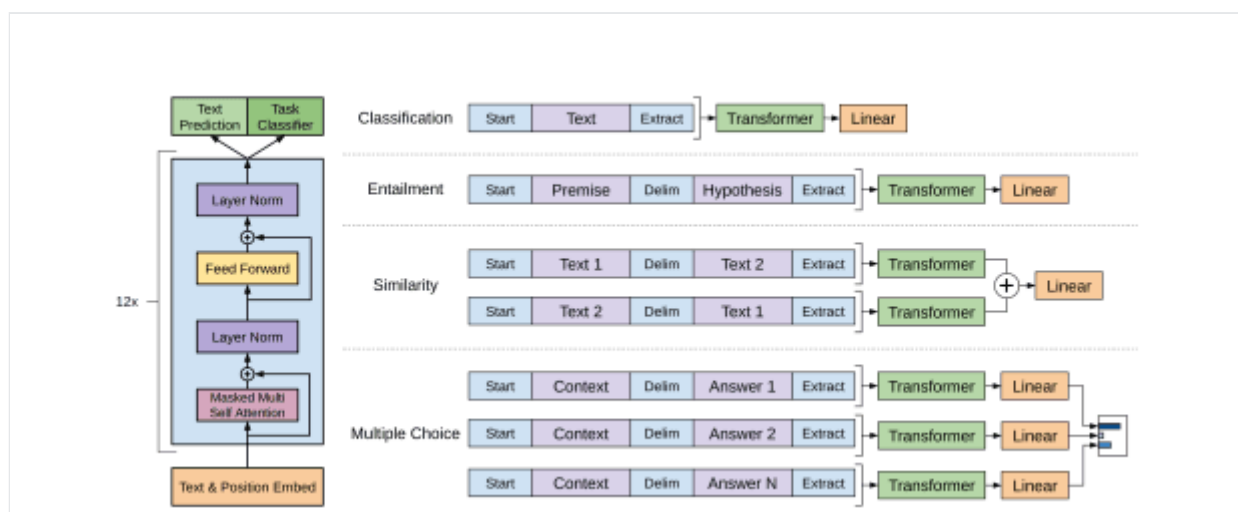 Text
Prediction
Task
Classifier
Layer Norm
Feed Forward
12x
Layer Norm
Masked Multi
Self Attention
Text & Position Embed
Classification
Start Text Extract Transformer Linear
Entailment
Start Premise Delim Hypothesis Extract Transformer Linear
Similarity
Start Text 1 Delim Text 2 Extract Transformer
Start Text 2 Delim Text 1 Extract Transformer
+ Linear
Multiple Choice
Start Context Delim Answer 1 Extract Transformer Linear
Start Context Delim Answer 2 Extract Transformer Linear
Start Context Delim Answer N Extract Transformer Linear